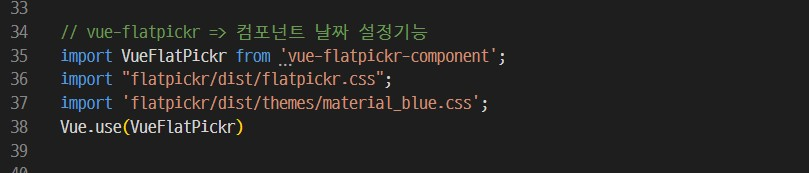 33
34 // vue-flatpickr => 컴포넌트 날짜 설정기능
35 import VueFlatPickr from 'vue-flatpickr-component';
36 import "flatpickr/dist/flatpickr.css";
37 import 'flatpickr/dist/themes/material_blue.css';
38 Vue.use(VueFlatPickr)
39